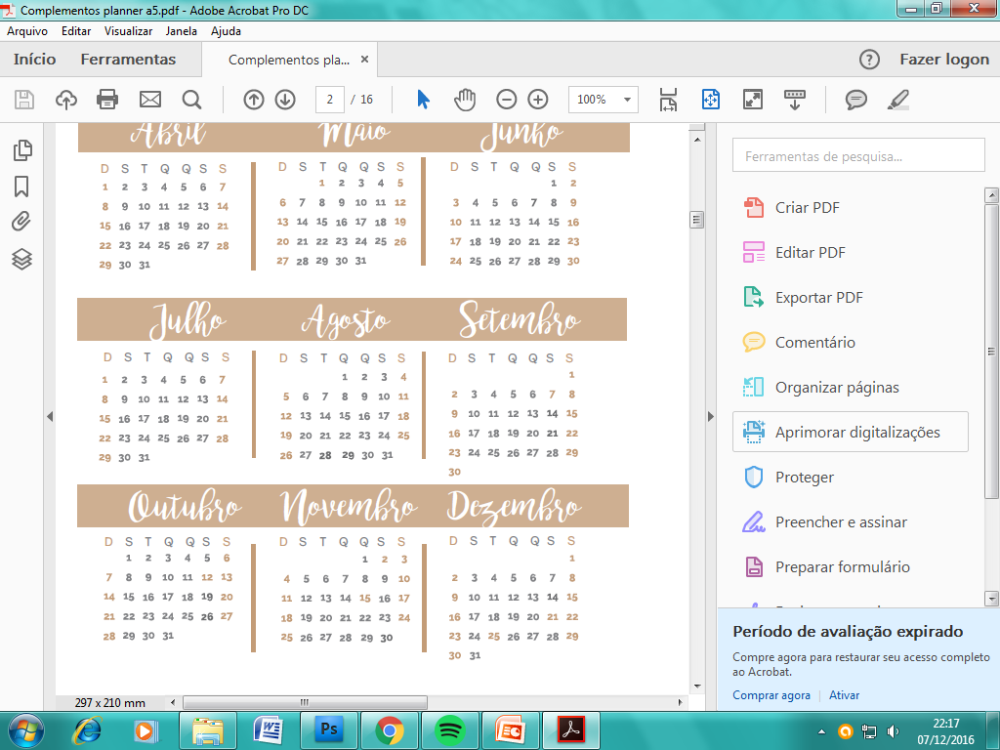 Complementos planner a5.pdf - Adobe Acrobat Pro DC
Arquivo Editar Visualizar Janela Ajuda
Início Ferramentas Complementos pla... × ? Fazer logon
2 / 16 100%
Abril Maio Junho
D S T Q Q S S
1 2 3 4 5 6 7
8 9 10 11 12 13 14
15 16 17 18 19 20 21
22 23 24 25 26 27 28
29 30 31
D S T Q Q S S
1 2 3 4 5
6 7 8 9 10 11 12
13 14 15 16 17 18 19
20 21 22 23 24 25 26
27 28 29 30 31
D S T Q Q S S
1 2
3 4 5 6 7 8 9
10 11 12 13 14 15 16
17 18 19 20 21 22 23
24 25 26 27 28 29 30
Julho Agosto Setembro
D S T Q Q S S
1 2 3 4 5 6 7
8 9 10 11 12 13 14
15 16 17 18 19 20 21
22 23 24 25 26 27 28
29 30 31
D S T Q Q S S
1 2 3 4
5 6 7 8 9 10 11
12 13 14 15 16 17 18
19 20 21 22 23 24 25
26 27 28 29 30 31
D S T Q Q S S
1
2 3 4 5 6 7 8
9 10 11 12 13 14 15
16 17 18 19 20 21 22
23 24 25 26 27 28 29
30
Outubro Novembro Dezembro
D S T Q Q S S
1 2 3 4 5 6
7 8 9 10 11 12 13
14 15 16 17 18 19 20
21 22 23 24 25 26 27
28 29 30 31
D S T Q Q S S
1 2 3
4 5 6 7 8 9 10
11 12 13 14 15 16 17
18 19 20 21 22 23 24
25 26 27 28 29 30
D S T Q Q S S
1
2 3 4 5 6 7 8
9 10 11 12 13 14 15
16 17 18 19 20 21 22
23 24 25 26 27 28 29
30 31
297 x 210 mm
Ferramentas de pesquisa...
Criar PDF
Editar PDF
Exportar PDF
Comentário
Organizar páginas
Aprimorar digitalizações
Proteger
Preencher e assinar
Preparar formulário
Período de avaliação expirado
Compre agora para restaurar seu acesso completo
ao Acrobat.
Comprar agora Ativar
Ps
22:17
07/12/2016